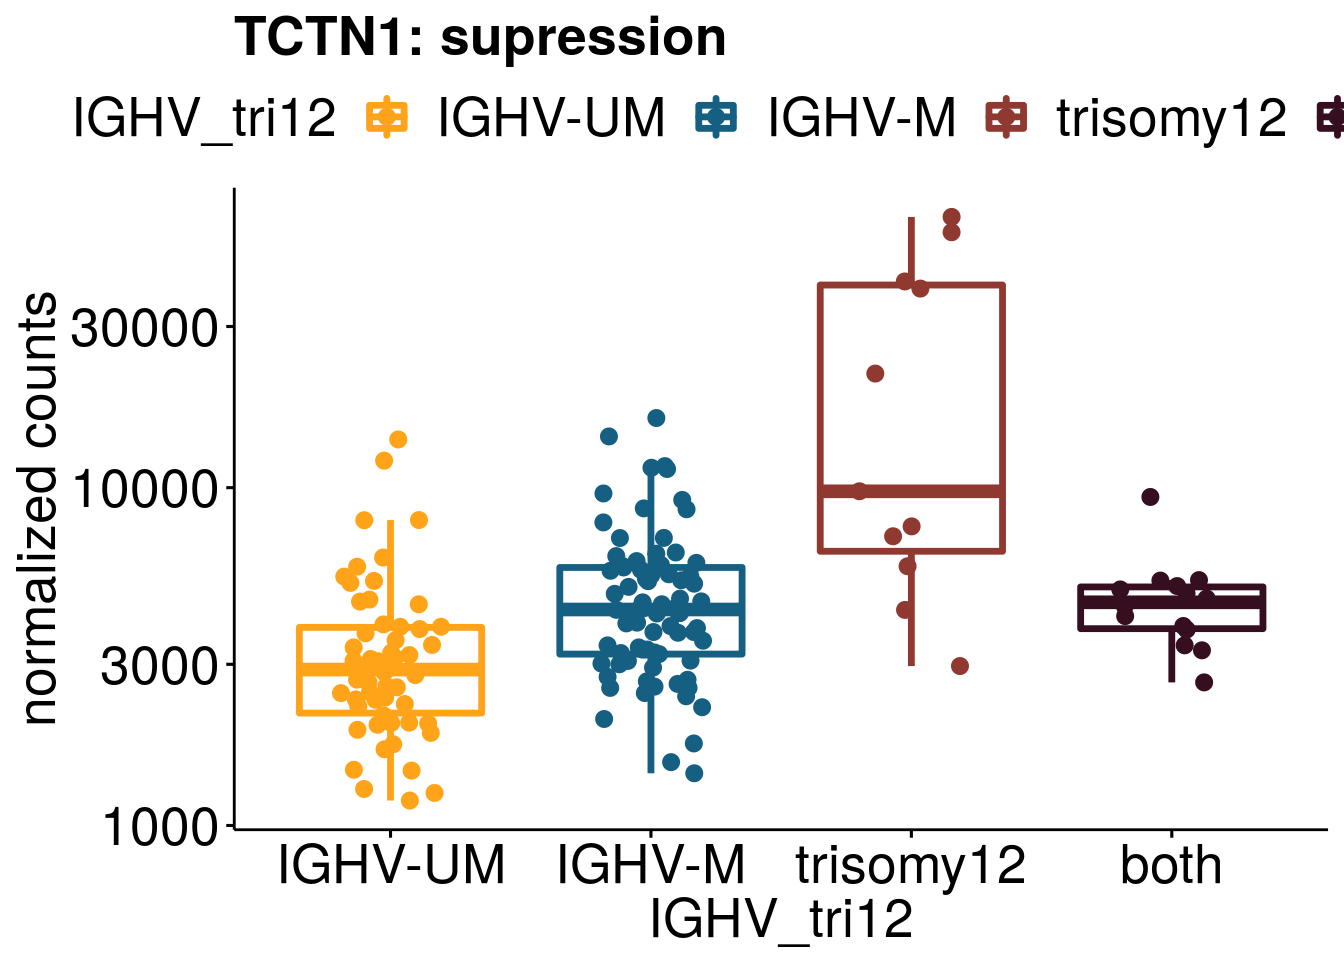 TCTN1: supression
IGHV_tri12 IGHV-UM IGHV-M trisomy12
normalized counts
30000
10000
3000
1000
IGHV-UM IGHV-M trisomy12 both
IGHV_tri12